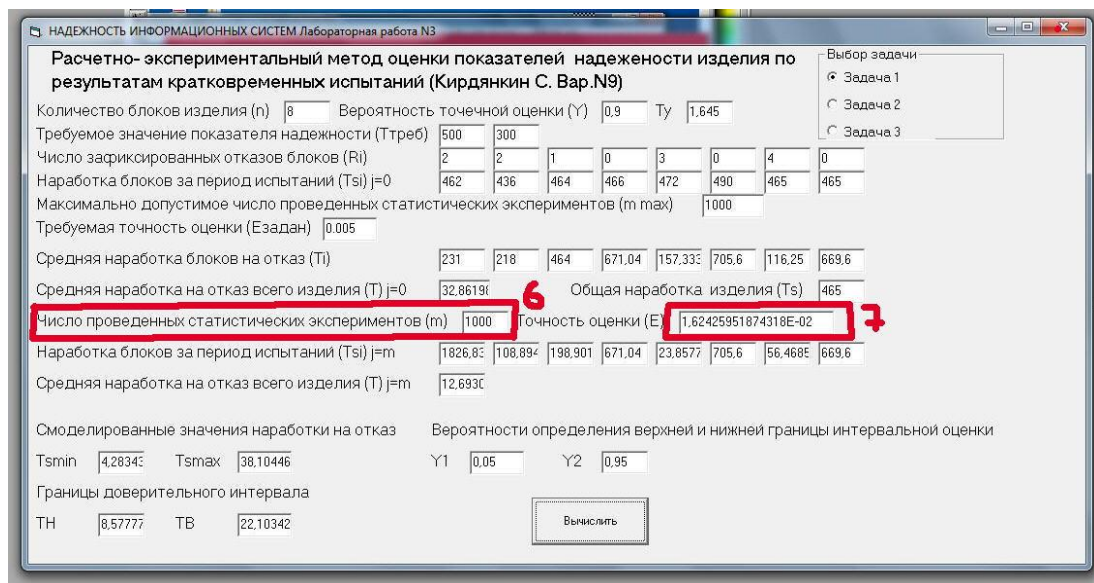 НАДЕЖНОСТЬ ИНФОРМАЦИОННЫХ СИСТЕМ Лабораторная работа N3
Расчетно- экспериментальный метод оценки показателей надежености изделия по
результатам кратковременных испытаний (Кирдянкин С. Вар.N9)
Выбор задачи
Задача 1
Задача 2
Задача 3
Количество блоков изделия (n) 8 Вероятность точечной оценки (Y) 0,9 Ty 1,645
Требуемое значение показателя надежности (Tтреб) 500 300
Число зафиксированных отказов блоков (Ri) 2 2 1 0 3 0 4 0
Наработка блоков за период испытаний (Tsi) j=0 462 436 464 466 472 490 465 465
Максимально допустимое число проведенных статистических экспериментов (m max) 1000
Требуемая точность оценки (Eзадан) 0.005
Средняя наработка блоков на отказ (Ti) 231 218 464 671,04 157,333 705,6 116,25 669,6
Средняя наработка на отказ всего изделия (T) j=0 32,8619 Общая наработка изделия (Ts) 465
6
Число проведенных статистических экспериментов (m) 1000 Точность оценки (E) 1,62425951874318E-02 7
Наработка блоков за период испытаний (Tsi) j=m 1826,83 108,894 198,901 671,04 23,8577 705,6 56,4685 669,6
Средняя наработка на отказ всего изделия (T) j=m 12,6930
Смоделированные значения наработки на отказ Вероятности определения верхней и нижней границы интервальной оценки
Tsmin 4,28343 Tsmax 38,10446 Y1 0,05 Y2 0,95
Границы доверительного интервала
TH 8,57777 TB 22,10342
Вычислить